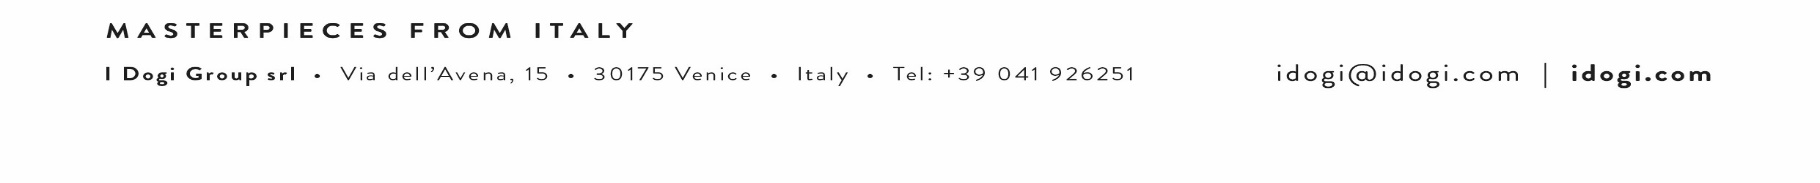 MASTERPIECES FROM ITALY
I Dogi Group srl • Via dell’Avena, 15 • 30175 Venice • Italy • Tel: +39 041 926251 idogi@idogi.com | idogi.com